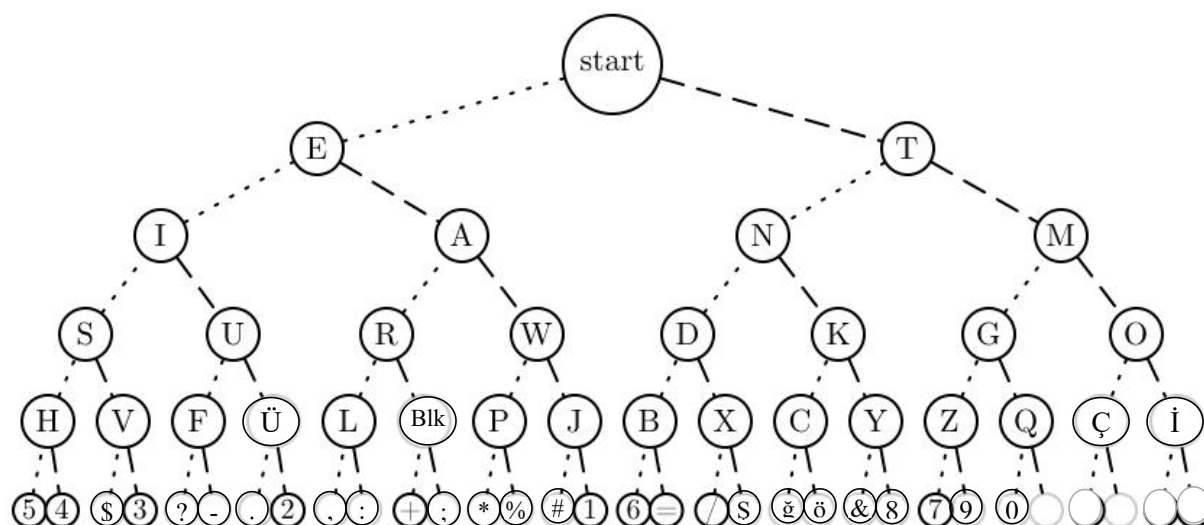 start
E T
I A N M
S U R W D K G O
H V F Ü L Blk P J B X C Y Z Q Ç İ
5 4 $ 3 ? - . 2 , : + ; * % # 1 6 = / Ş ğ ö & 8 7 9 0